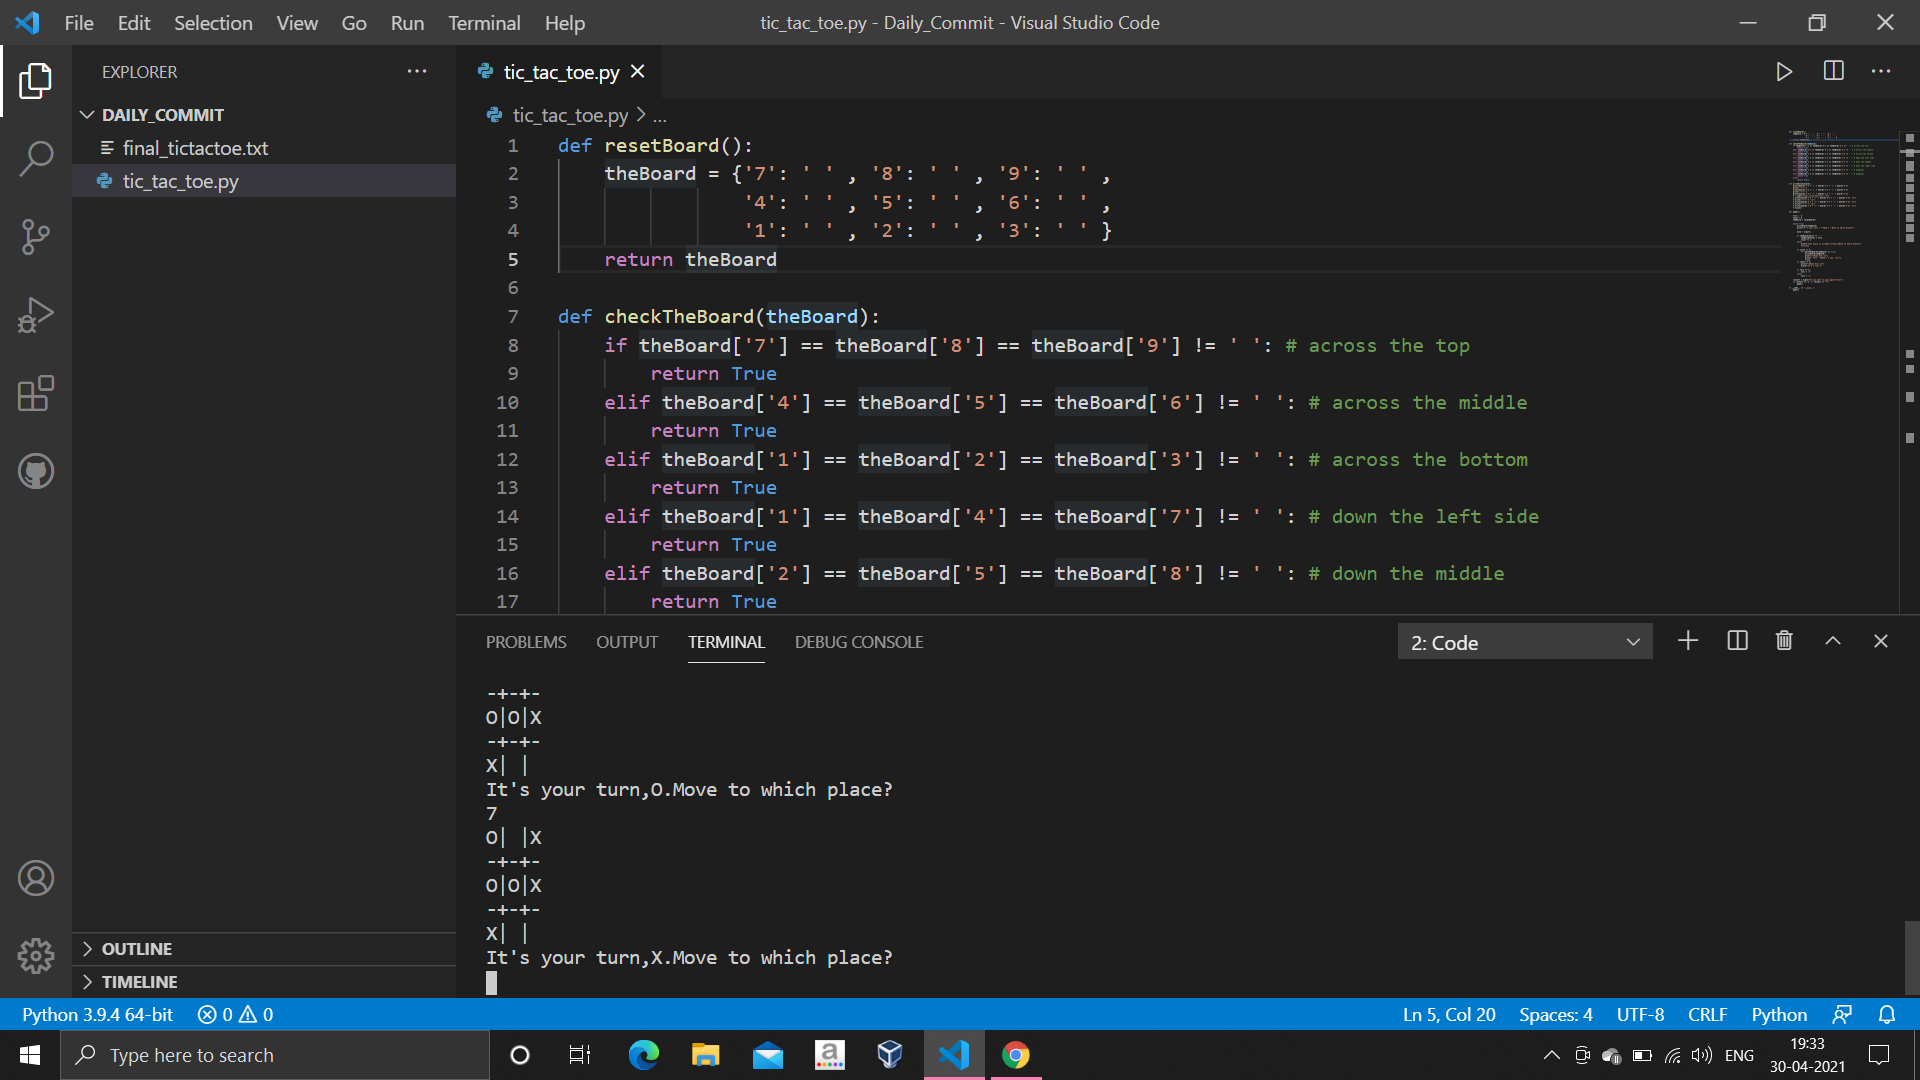 File Edit Selection View Go Run Terminal Help
tic_tac_toe.py - Daily_Commit - Visual Studio Code
EXPLORER
DAILY_COMMIT
final_tictactoe.txt
tic_tac_toe.py
OUTLINE
TIMELINE
tic_tac_toe.py
tic_tac_toe.py > ...
1 def resetBoard():
2     theBoard = {'7': ' ' , '8': ' ' , '9': ' ' ,
3                 '4': ' ' , '5': ' ' , '6': ' ' ,
4                 '1': ' ' , '2': ' ' , '3': ' ' }
5     return theBoard
6
7 def checkTheBoard(theBoard):
8     if theBoard['7'] == theBoard['8'] == theBoard['9'] != ' ': # across the top
9         return True
10     elif theBoard['4'] == theBoard['5'] == theBoard['6'] != ' ': # across the middle
11         return True
12     elif theBoard['1'] == theBoard['2'] == theBoard['3'] != ' ': # across the bottom
13         return True
14     elif theBoard['1'] == theBoard['4'] == theBoard['7'] != ' ': # down the left side
15         return True
16     elif theBoard['2'] == theBoard['5'] == theBoard['8'] != ' ': # down the middle
17         return True
PROBLEMS OUTPUT TERMINAL DEBUG CONSOLE
2: Code
-+-+-
O|O|X
-+-+-
X| |
It's your turn,O.Move to which place?
7
O| |X
-+-+-
O|O|X
-+-+-
X| |
It's your turn,X.Move to which place?
Python 3.9.4 64-bit 0 0
Ln 5, Col 20 Spaces: 4 UTF-8 CRLF Python
Type here to search
a
ENG
19:33
30-04-2021